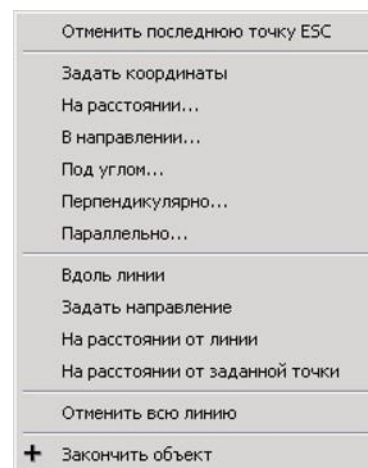 Отменить последнюю точку ESC
Задать координаты
На расстоянии...
В направлении...
Под углом...
Перпендикулярно...
Параллельно...
Вдоль линии
Задать направление
На расстоянии от линии
На расстоянии от заданной точки
Отменить всю линию
Закончить объект